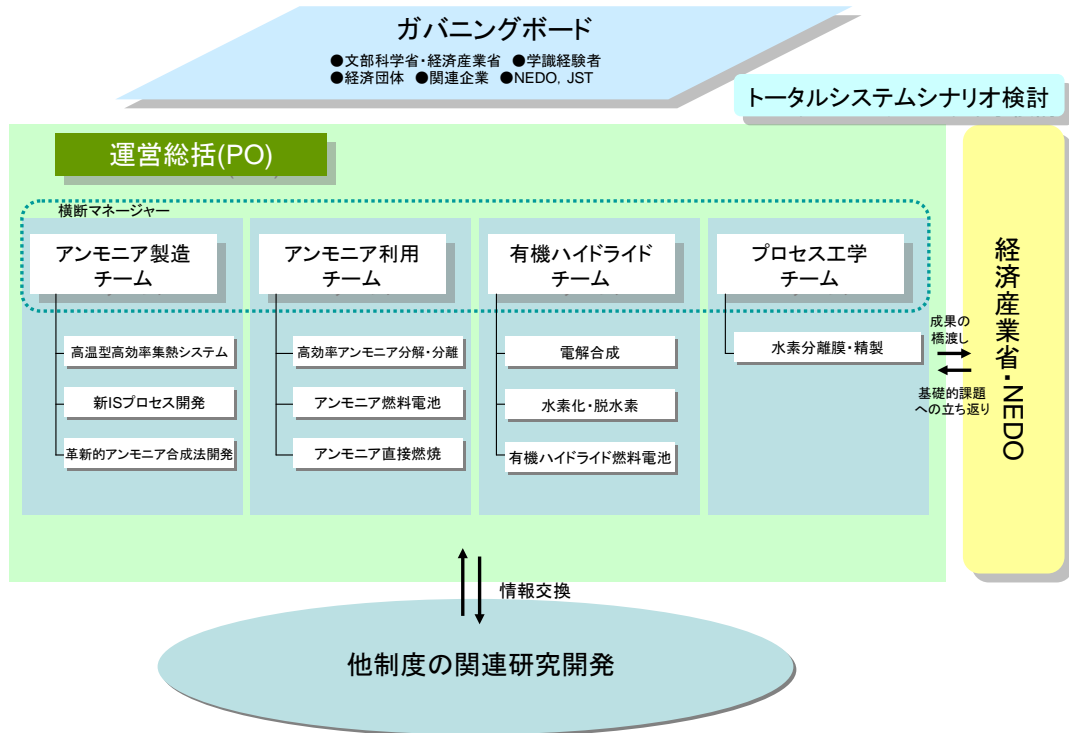 ガバニングボード
●文部科学省・経済産業省 ●学識経験者
●経済団体 ●関連企業 ●NEDO, JST
トータルシステムシナリオ検討
運営総括(PO)
横断マネージャー
アンモニア製造
チーム
高温型高効率集熱システム
新ISプロセス開発
革新的アンモニア合成法開発
アンモニア利用
チーム
高効率アンモニア分解・分離
アンモニア燃料電池
アンモニア直接燃焼
有機ハイドライド
チーム
電解合成
水素化・脱水素
有機ハイドライド燃料電池
プロセス工学
チーム
水素分離膜・精製
成果の
橋渡し
基礎的課題
への立ち返り
経済産業省・NEDO
情報交換
他制度の関連研究開発